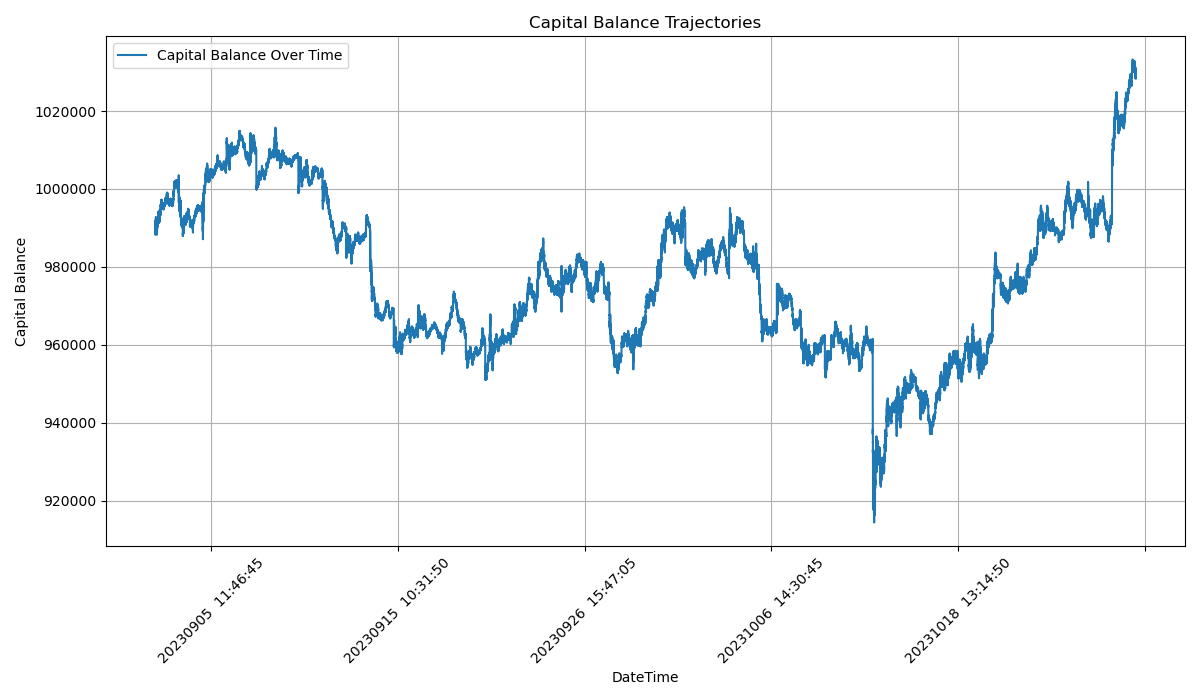 Capital Balance Trajectories
Capital Balance Over Time
Capital Balance
1020000
1000000
980000
960000
940000
920000
20230905 11:46:45
20230915 10:31:50
20230926 15:47:05
20231006 14:30:45
20231018 13:14:50
DateTime